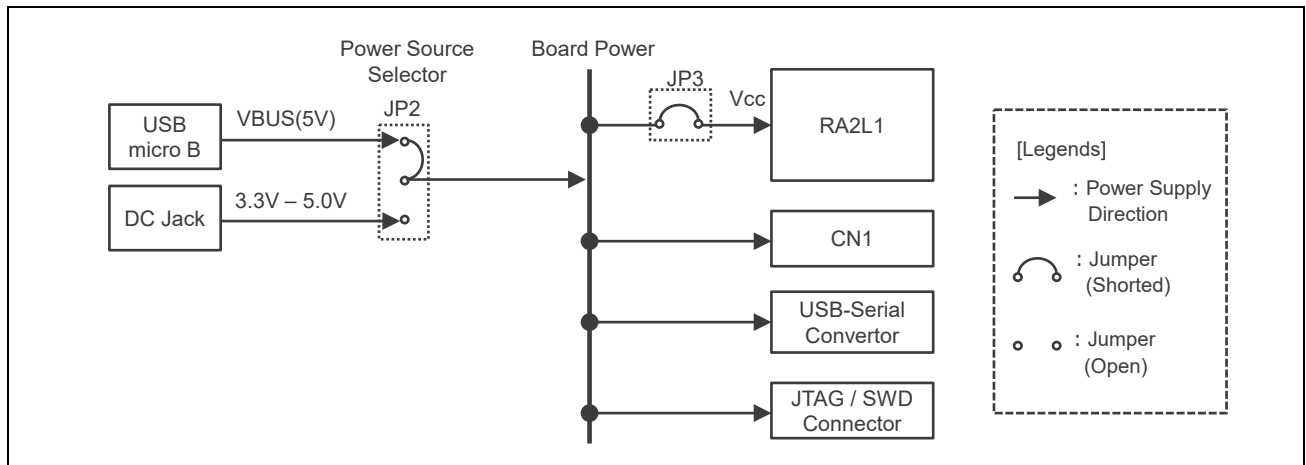 Power Source
Selector
JP2
Board Power
USB
micro B
VBUS(5V)
DC Jack
3.3V – 5.0V
JP3
Vcc
RA2L1
CN1
USB-Serial
Convertor
JTAG / SWD
Connector
[Legends]
: Power Supply
Direction
: Jumper
(Shorted)
: Jumper
(Open)